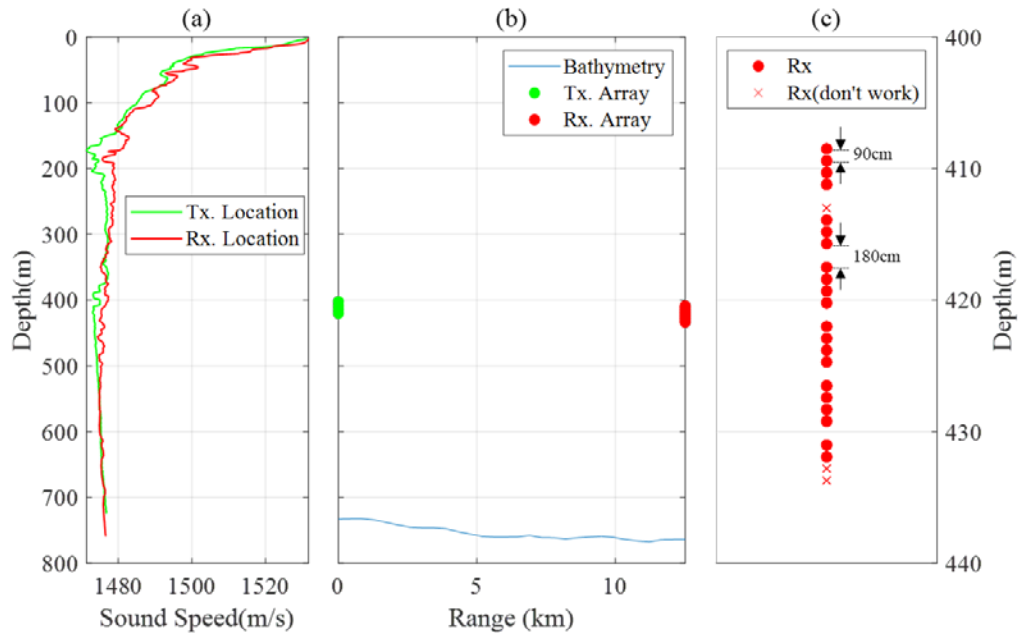 (a)
(b)
(c)
0
100
200
300
400
500
600
700
800
Depth(m)
1480
1500
1520
Sound Speed(m/s)
Tx. Location
Rx. Location
Bathymetry
Tx. Array
Rx. Array
0
5
10
Range (km)
Rx
Rx(don't work)
90cm
180cm
400
410
420
430
440
Depth(m)